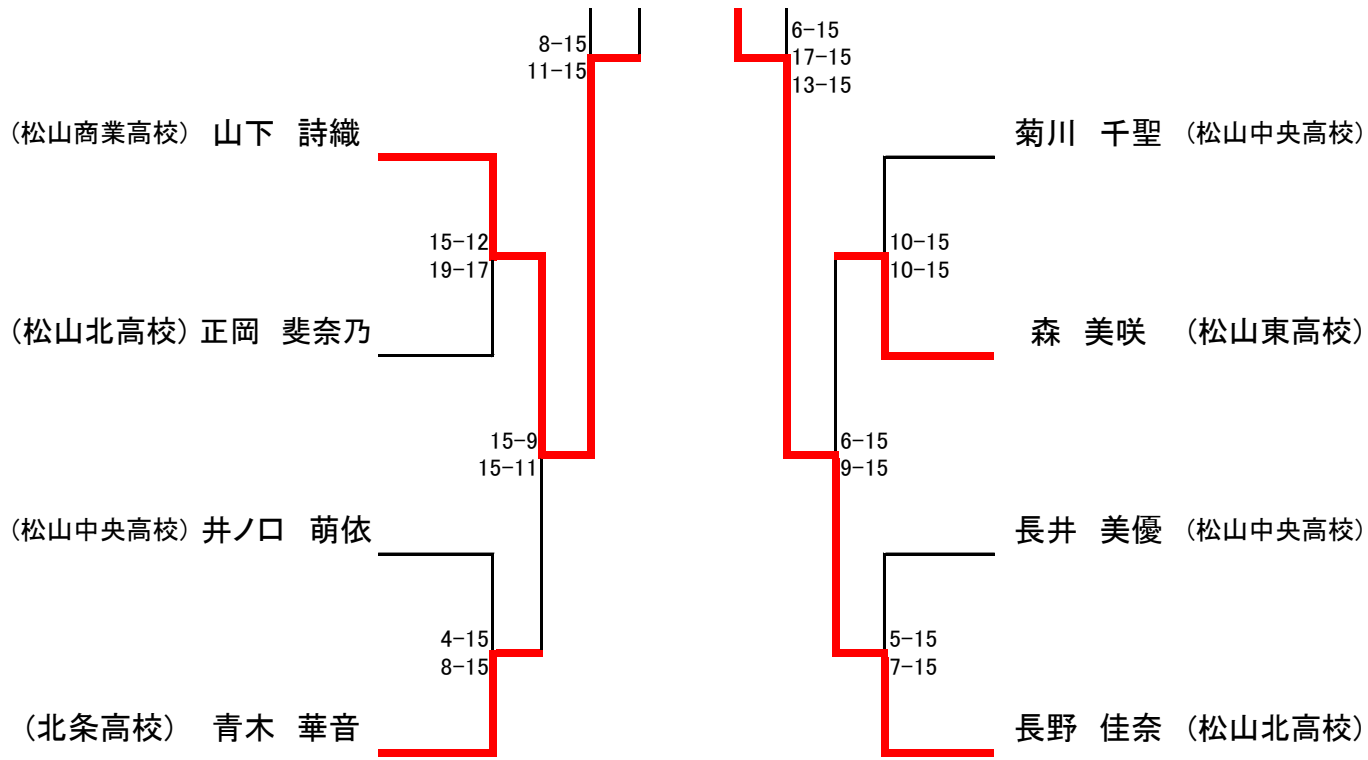 8-15
11-15
6-15
17-15
13-15
(松山商業高校) 山下 詩織
菊川 千聖 (松山中央高校)
15-12
19-17
10-15
10-15
(松山北高校) 正岡 斐奈乃
森 美咲 (松山東高校)
15-9
15-11
6-15
9-15
(松山中央高校) 井ノ口 萌依
長井 美優 (松山中央高校)
4-15
8-15
5-15
7-15
(北条高校) 青木 華音
長野 佳奈 (松山北高校)